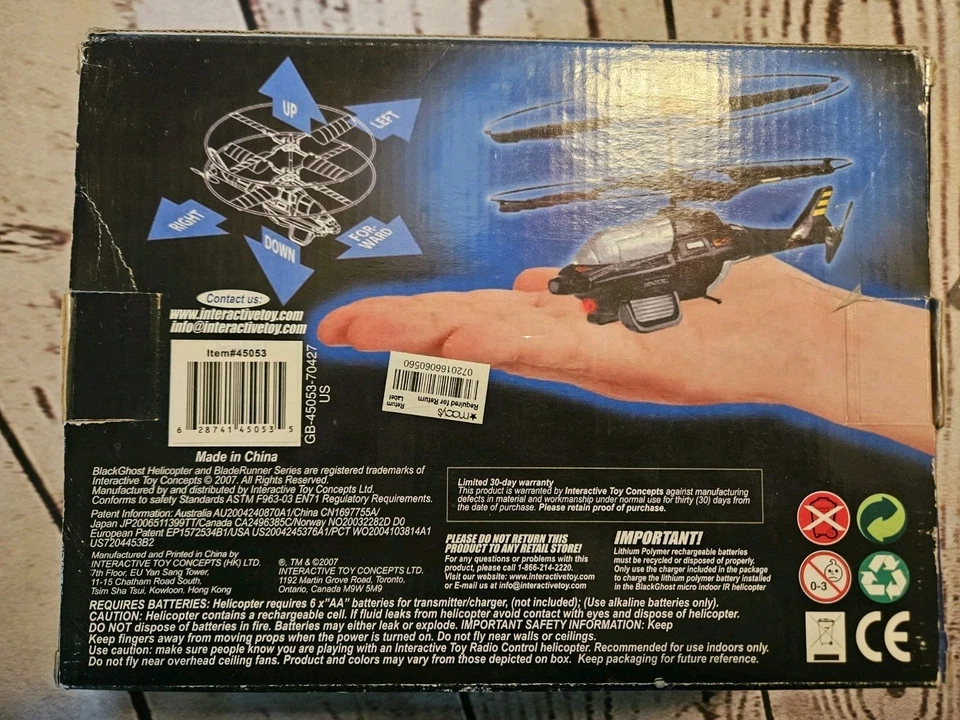 UP
LEFT
RIGHT
DOWN
FOR-
WARD
Contact us:
www.interactivetoy.com
info@interactivetoy.com
Item#45053
6 28741 45053 5
GB-45053-70427
US
★macy's
Required for Return
Return
Label
07201666060560
Made in China
BlackGhost Helicopter and BladeRunner Series are registered trademarks of
Interactive Toy Concepts © 2007. All Rights Reserved.
Manufactured by and distributed by Interactive Toy Concepts Ltd.
Conforms to safety Standards ASTM F963-03 EN71 Regulatory Requirements.
Patent Information: Australia AU2004240870A1/China CN1697755A/
Japan JP2006511399TT/Canada CA2496385C/Norway NO20032282D D0
European Patent EP1572534B1/USA US2004245376A1/PCT WO2004103814A1
US7204453B2
Manufactured and Printed in China by
INTERACTIVE TOY CONCEPTS (HK) LTD.
7th Floor, EU Yan Sang Tower,
11-15 Chatham Road South,
Tsim Sha Tsui, Kowloon, Hong Kong
®, TM & ©2007
INTERACTIVE TOY CONCEPTS LTD.
1192 Martin Grove Road, Toronto,
Ontario, Canada M9W 5M9
Limited 30-day warranty
This product is warranted by Interactive Toy Concepts against manufacturing
defects in material and workmanship under normal use for thirty (30) days from
the date of purchase. Please retain proof of purchase.
PLEASE DO NOT RETURN THIS
PRODUCT TO ANY RETAIL STORE!
For any questions or problems with this
product, please call 1-866-214-2220.
Visit our website: www.interactivetoy.com
or E-mail us at info@interactivetoy.com
IMPORTANT!
Lithium Polymer rechargeable batteries
must be recycled or disposed of properly.
Only use the charger included in the package
to charge the lithium polymer battery installed
in the BlackGhost micro indoor IR helicopter
0-3
CE
REQUIRES BATTERIES: Helicopter requires 6 x"AA" batteries for transmitter/charger, (not included); (Use alkaline batteries only).
CAUTION: Helicopter contains a rechargeable cell. If fluid leaks from helicopter avoid contact with eyes and dispose of helicopter.
DO NOT dispose of batteries in fire. Batteries may either leak or explode. IMPORTANT SAFETY INFORMATION: Keep
Keep fingers away from moving props when the power is turned on. Do not fly near walls or ceilings.
Use caution: make sure people know you are playing with an Interactive Toy Radio Control helicopter. Recommended for use indoors only.
Do not fly near overhead ceiling fans. Product and colors may vary from those depicted on box. Keep packaging for future reference.